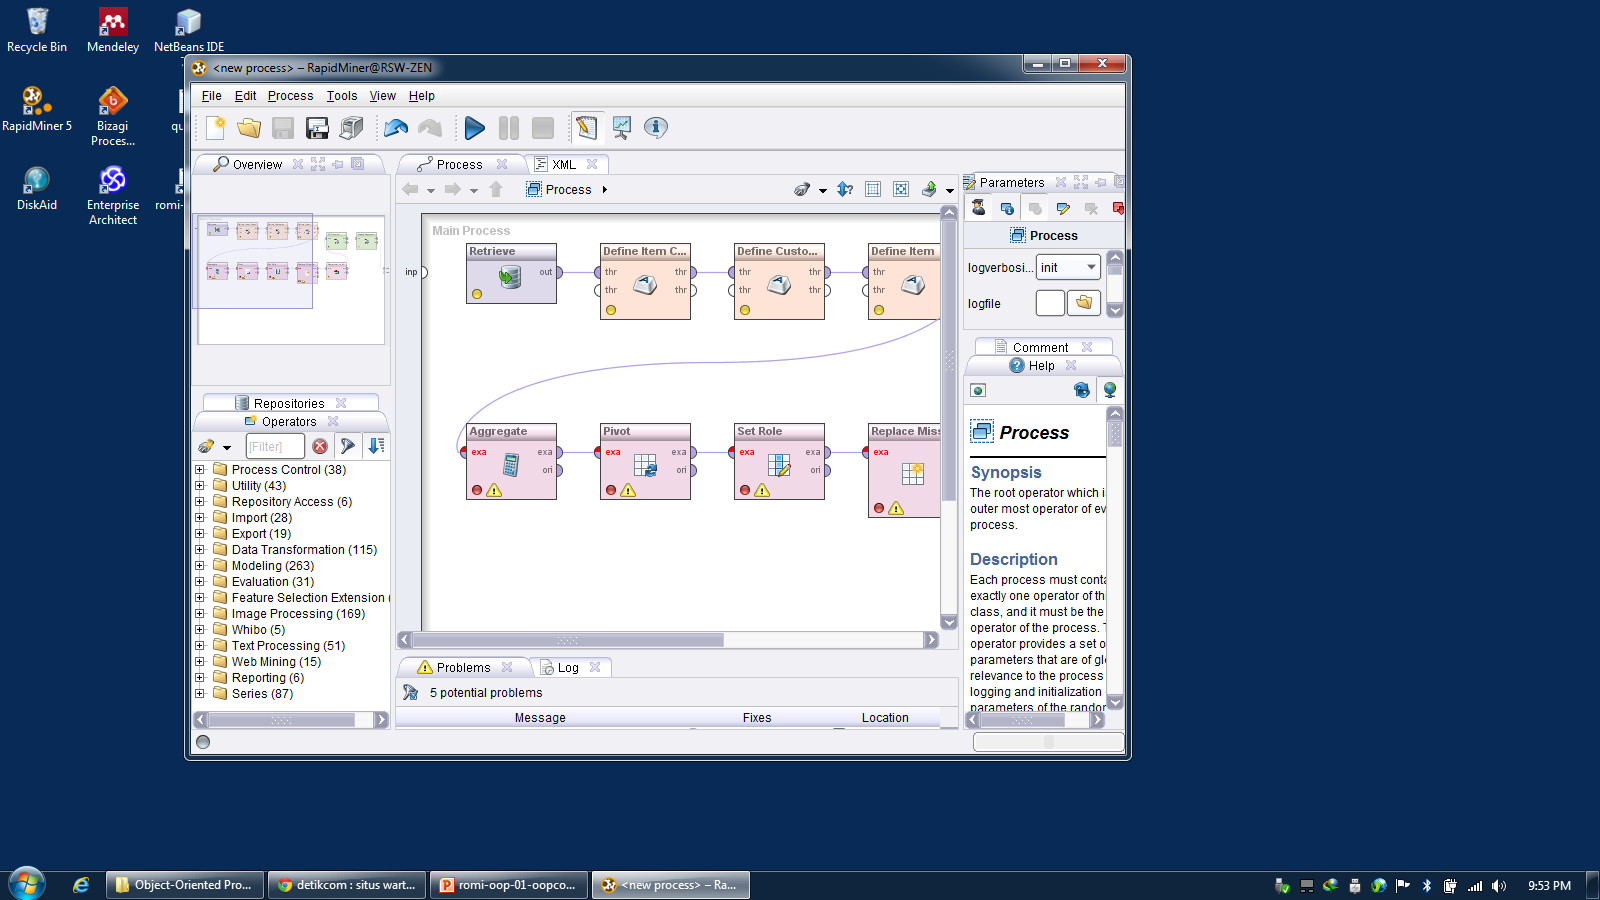 Recycle Bin
Mendeley
NetBeans IDE
RapidMiner 5
Bizagi
Proces...
qu
DiskAid
Enterprise
Architect
romi-
<new process> – RapidMiner@RSW-ZEN
File Edit Process Tools View Help
Overview
Process
XML
Process
Parameters
Main Process
inp
Retrieve
out
Define Item C...
thr thr
thr thr
Define Custo...
thr thr
thr thr
Define Item
thr
thr
Process
logverbosi...
init
logfile
Comment
Help
Repositories
Operators
[Filter]
Process Control (38)
Utility (43)
Repository Access (6)
Import (28)
Export (19)
Data Transformation (115)
Modeling (263)
Evaluation (31)
Feature Selection Extension (
Image Processing (169)
Whibo (5)
Text Processing (51)
Web Mining (15)
Reporting (6)
Series (87)
Aggregate
exa exa
ori
Pivot
exa exa
ori
Set Role
exa exa
ori
Replace Miss
exa
Process
Synopsis
The root operator which i
outer most operator of ev
process.
Description
Each process must conta
exactly one operator of th
class, and it must be the
operator of the process. T
operator provides a set o
parameters that are of gl
relevance to the process
logging and initialization
parameters of the randor
Problems
Log
5 potential problems
Message Fixes Location
Object-Oriented Pro...
detikcom : situs wart...
romi-oop-01-oopco...
<new process> – Ra...
9:53 PM